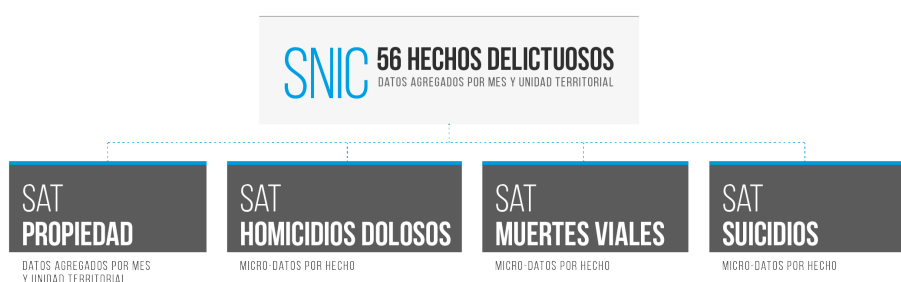 SNIC 56 HECHOS DELICTUOSOS
DATOS AGREGADOS POR MES Y UNIDAD TERRITORIAL
SAT
PROPIEDAD
DATOS AGREGADOS POR MES
Y UNIDAD TERRITORIAL
SAT
HOMICIDIOS DOLOSOS
MICRO-DATOS POR HECHO
SAT
MUERTES VIALES
MICRO-DATOS POR HECHO
SAT
SUICIDIOS
MICRO-DATOS POR HECHO